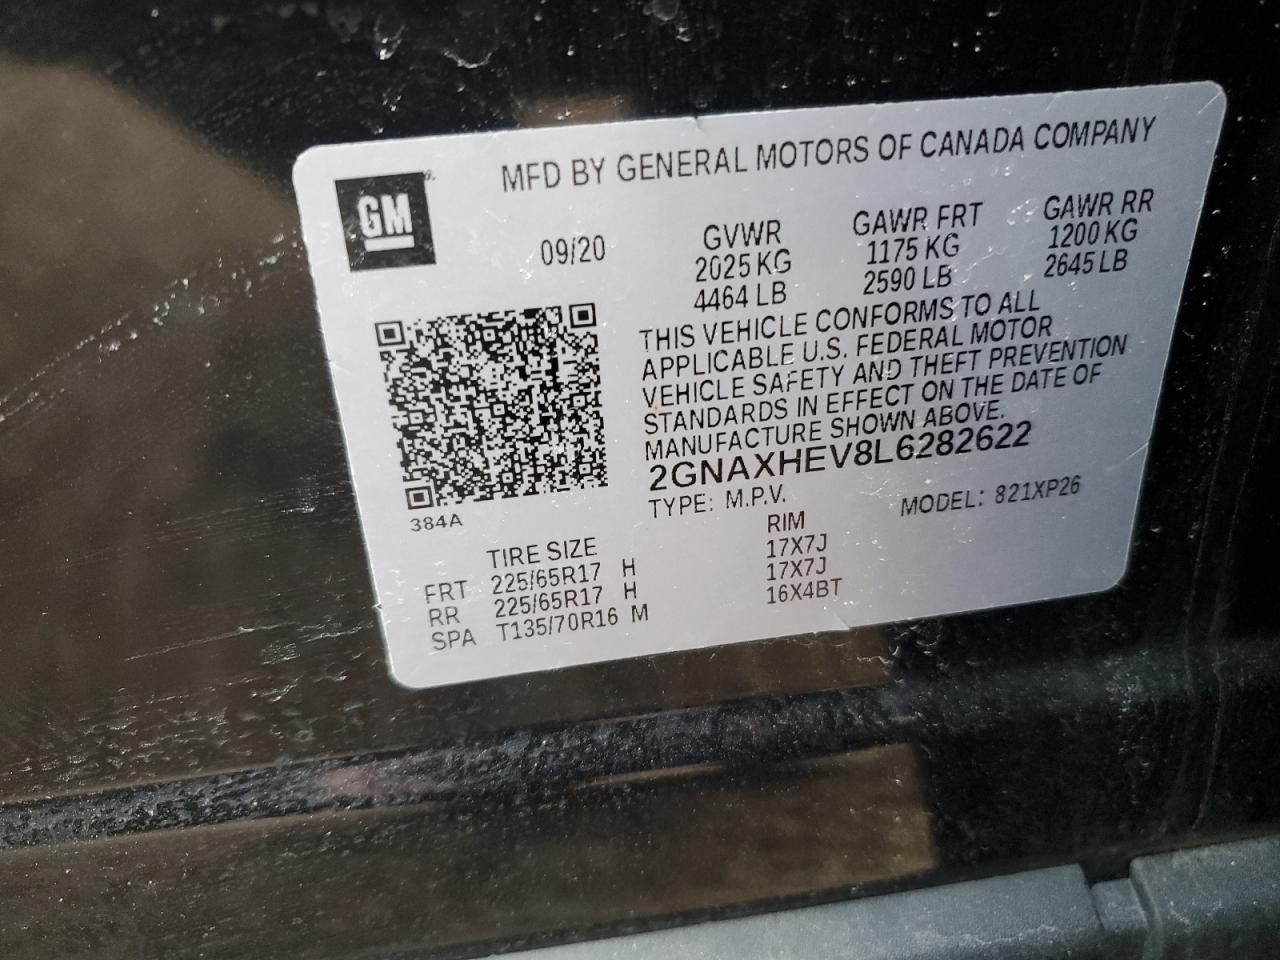 GM
MFD BY GENERAL MOTORS OF CANADA COMPANY
09/20
GVWR
2025 KG
4464 LB
GAWR FRT
1175 KG
2590 LB
GAWR RR
1200 KG
2645 LB
THIS VEHICLE CONFORMS TO ALL
APPLICABLE U.S. FEDERAL MOTOR
VEHICLE SAFETY AND THEFT PREVENTION
STANDARDS IN EFFECT ON THE DATE OF
MANUFACTURE SHOWN ABOVE.
2GNAXHEV8L6282622
TYPE: M.P.V.
MODEL: 821XP26
384A
TIRE SIZE
RIM
FRT 225/65R17 H 17X7J
RR 225/65R17 H 17X7J
SPA T135/70R16 M 16X4BT